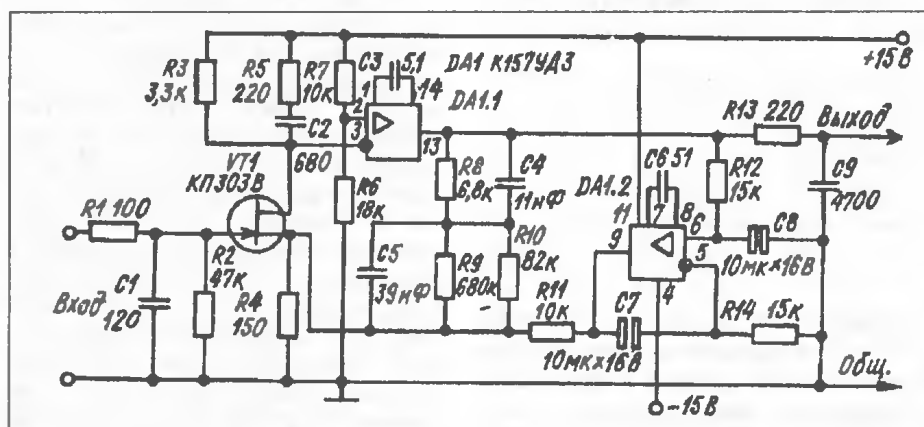 R3
3,3к
R5
220
R7
10к
C3
5,1
DA1 К157УД3
+15В
1
14
2
3
13
DA1.1
C2
680
R13 220
Выход
VT1
КП303В
R8
6,8к
C4
11нФ
C6 51
DA1.2
R12
15к
C9
4700
R1 100
R6
18к
11
7
8
6
9
5
4
C8
10мк×16В
C5
39нФ
R9
680к
R10
82к
R2
47к
R4
150
Вход
C1
120
R11
10к
C7
10мк×16В
R14
15к
Общ.
-15В